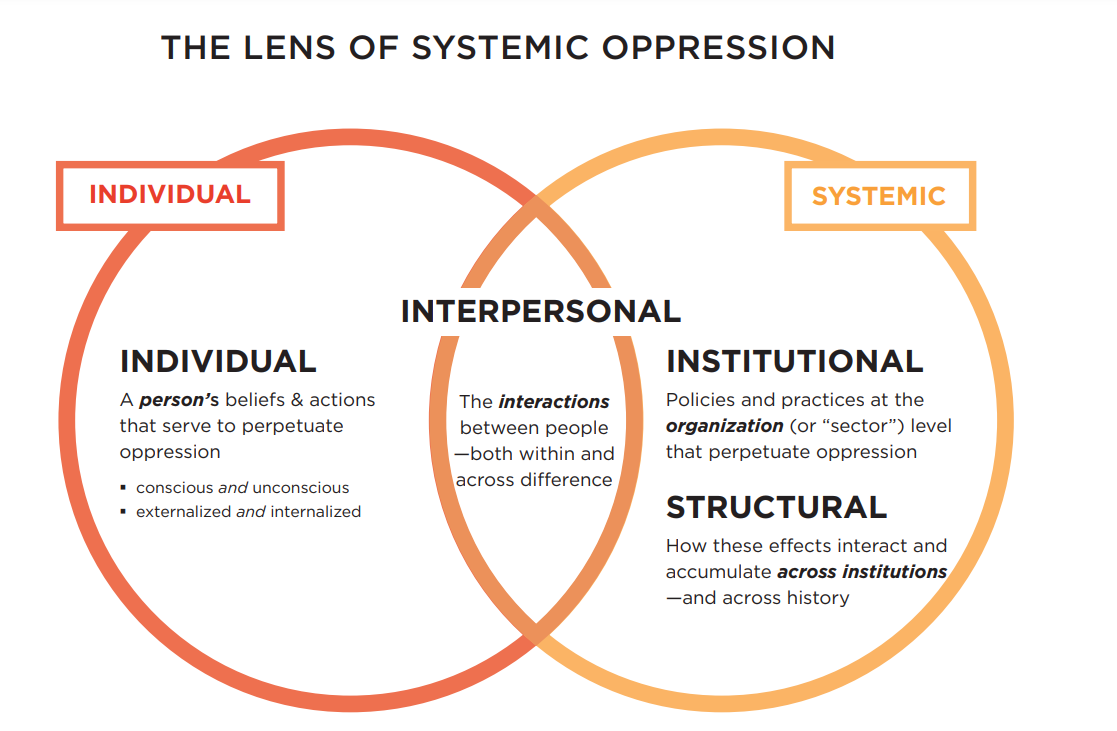 THE LENS OF SYSTEMIC OPPRESSION
INDIVIDUAL
SYSTEMIC
INTERPERSONAL
INDIVIDUAL
A person’s beliefs & actions
that serve to perpetuate
oppression
▪ conscious and unconscious
▪ externalized and internalized
The interactions
between people
—both within and
across difference
INSTITUTIONAL
Policies and practices at the
organization (or “sector”) level
that perpetuate oppression
STRUCTURAL
How these effects interact and
accumulate across institutions
—and across history